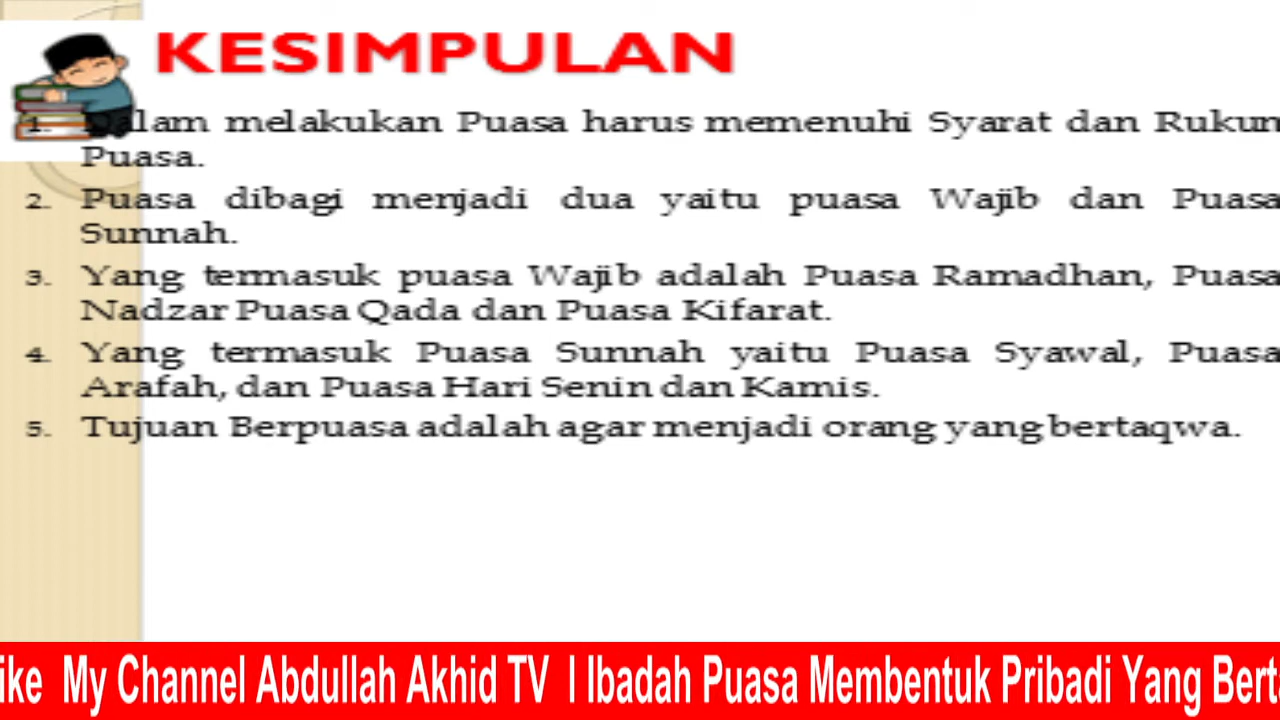 KESIMPULAN
1. Dalam melakukan Puasa harus memenuhi Syarat dan Rukun
Puasa.
2. Puasa dibagi menjadi dua yaitu puasa Wajib dan Puasa
Sunnah.
3. Yang termasuk puasa Wajib adalah Puasa Ramadhan, Puasa
Nadzar Puasa Qada dan Puasa Kifarat.
4. Yang termasuk Puasa Sunnah yaitu Puasa Syawal, Puasa
Arafah, dan Puasa Hari Senin dan Kamis.
5. Tujuan Berpuasa adalah agar menjadi orang yang bertaqwa.
ike My Channel Abdullah Akhid TV I Ibadah Puasa Membentuk Pribadi Yang Berta